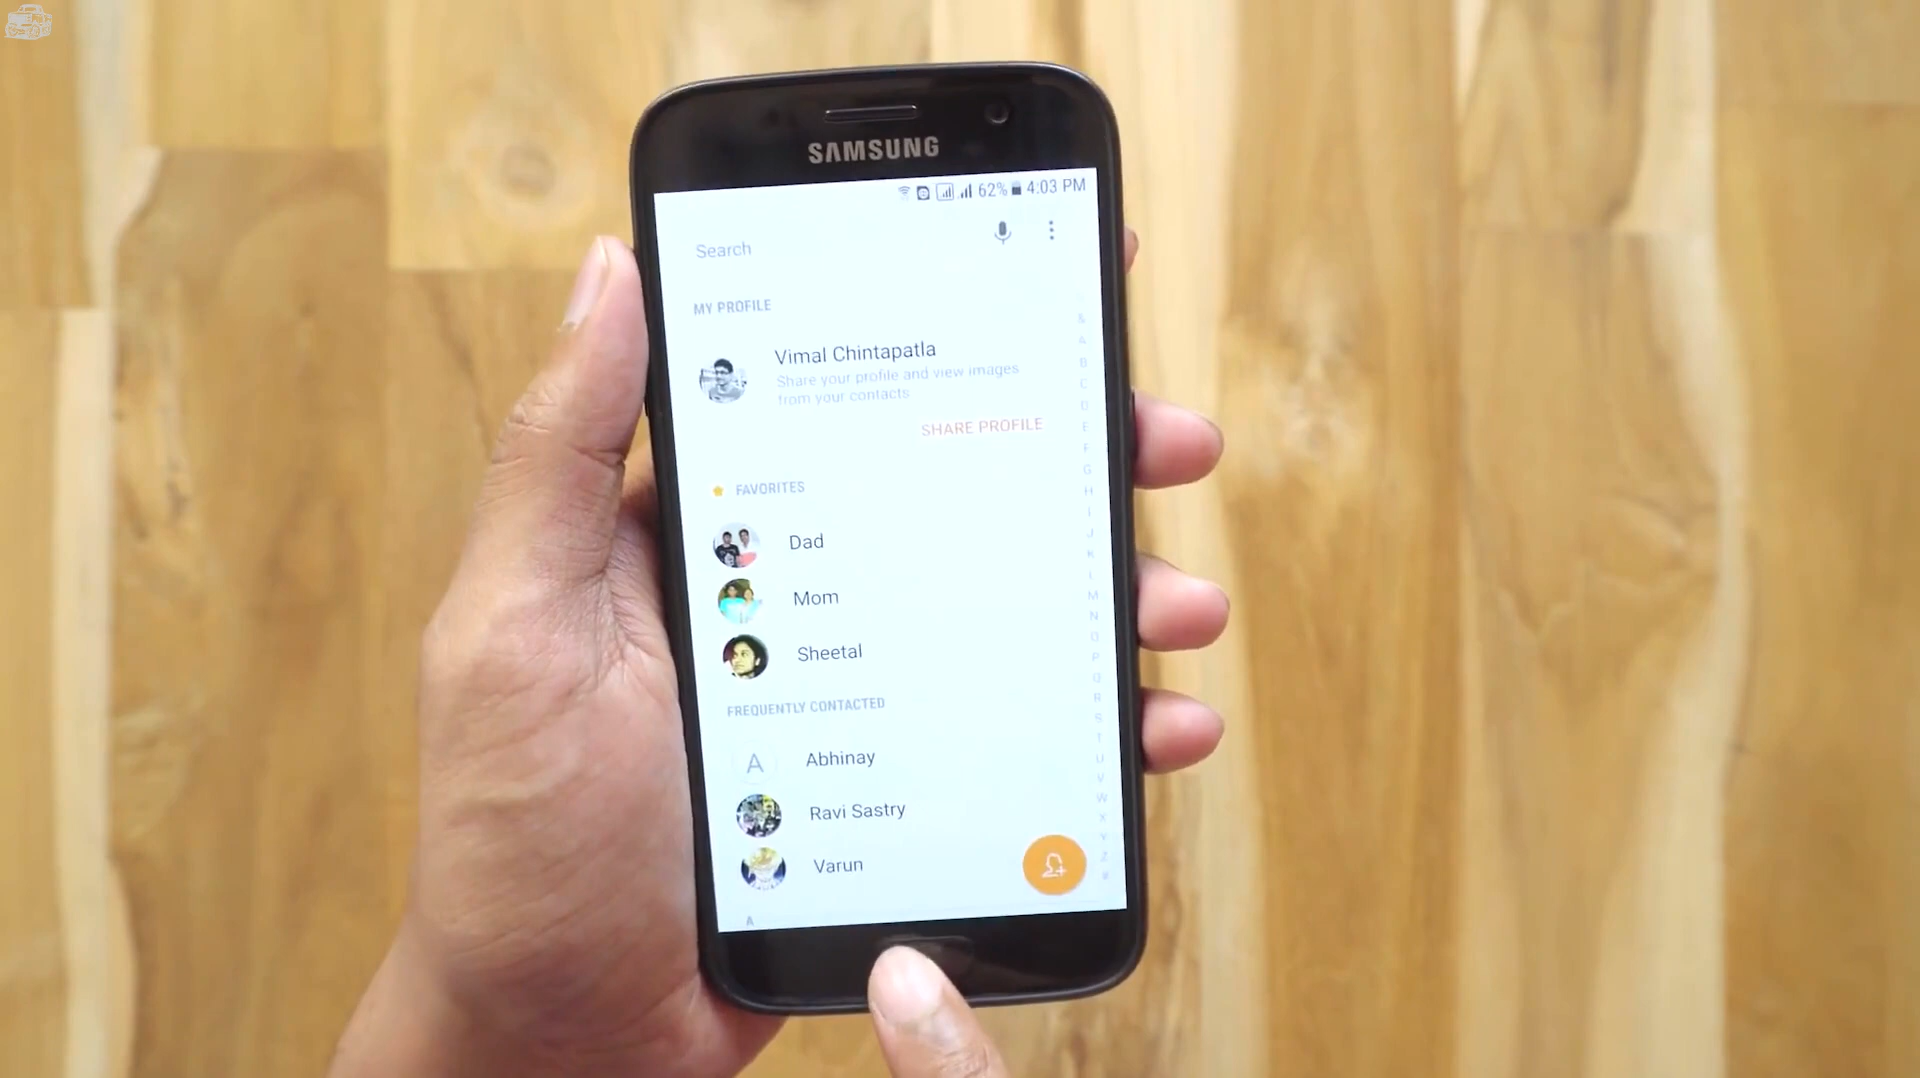 SAMSUNG
62% 4:03 PM
Search
MY PROFILE
Vimal Chintapatla
Share your profile and view images
from your contacts
SHARE PROFILE
FAVORITES
Dad
Mom
Sheetal
FREQUENTLY CONTACTED
A Abhinay
Ravi Sastry
Varun
A
&
A
B
C
D
E
F
G
H
I
J
K
L
M
N
O
P
Q
R
S
T
U
V
W
X
Y
Z
#